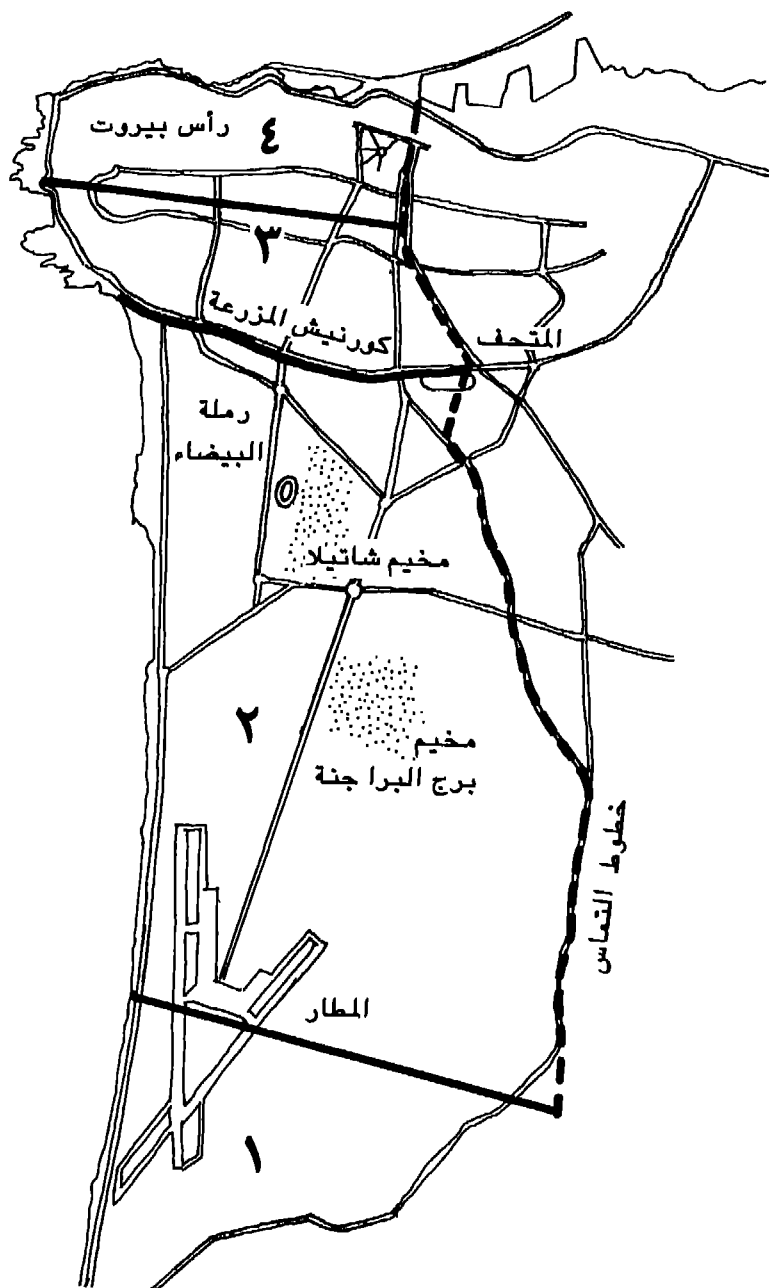 رأس بيروت
٤
٣
كورنيش المزرعة
المتحف
رملة
البيضاء
مخيم شاتيلا
٢
مخيم
برج البراجنة
خطوط التماس
المطار
١